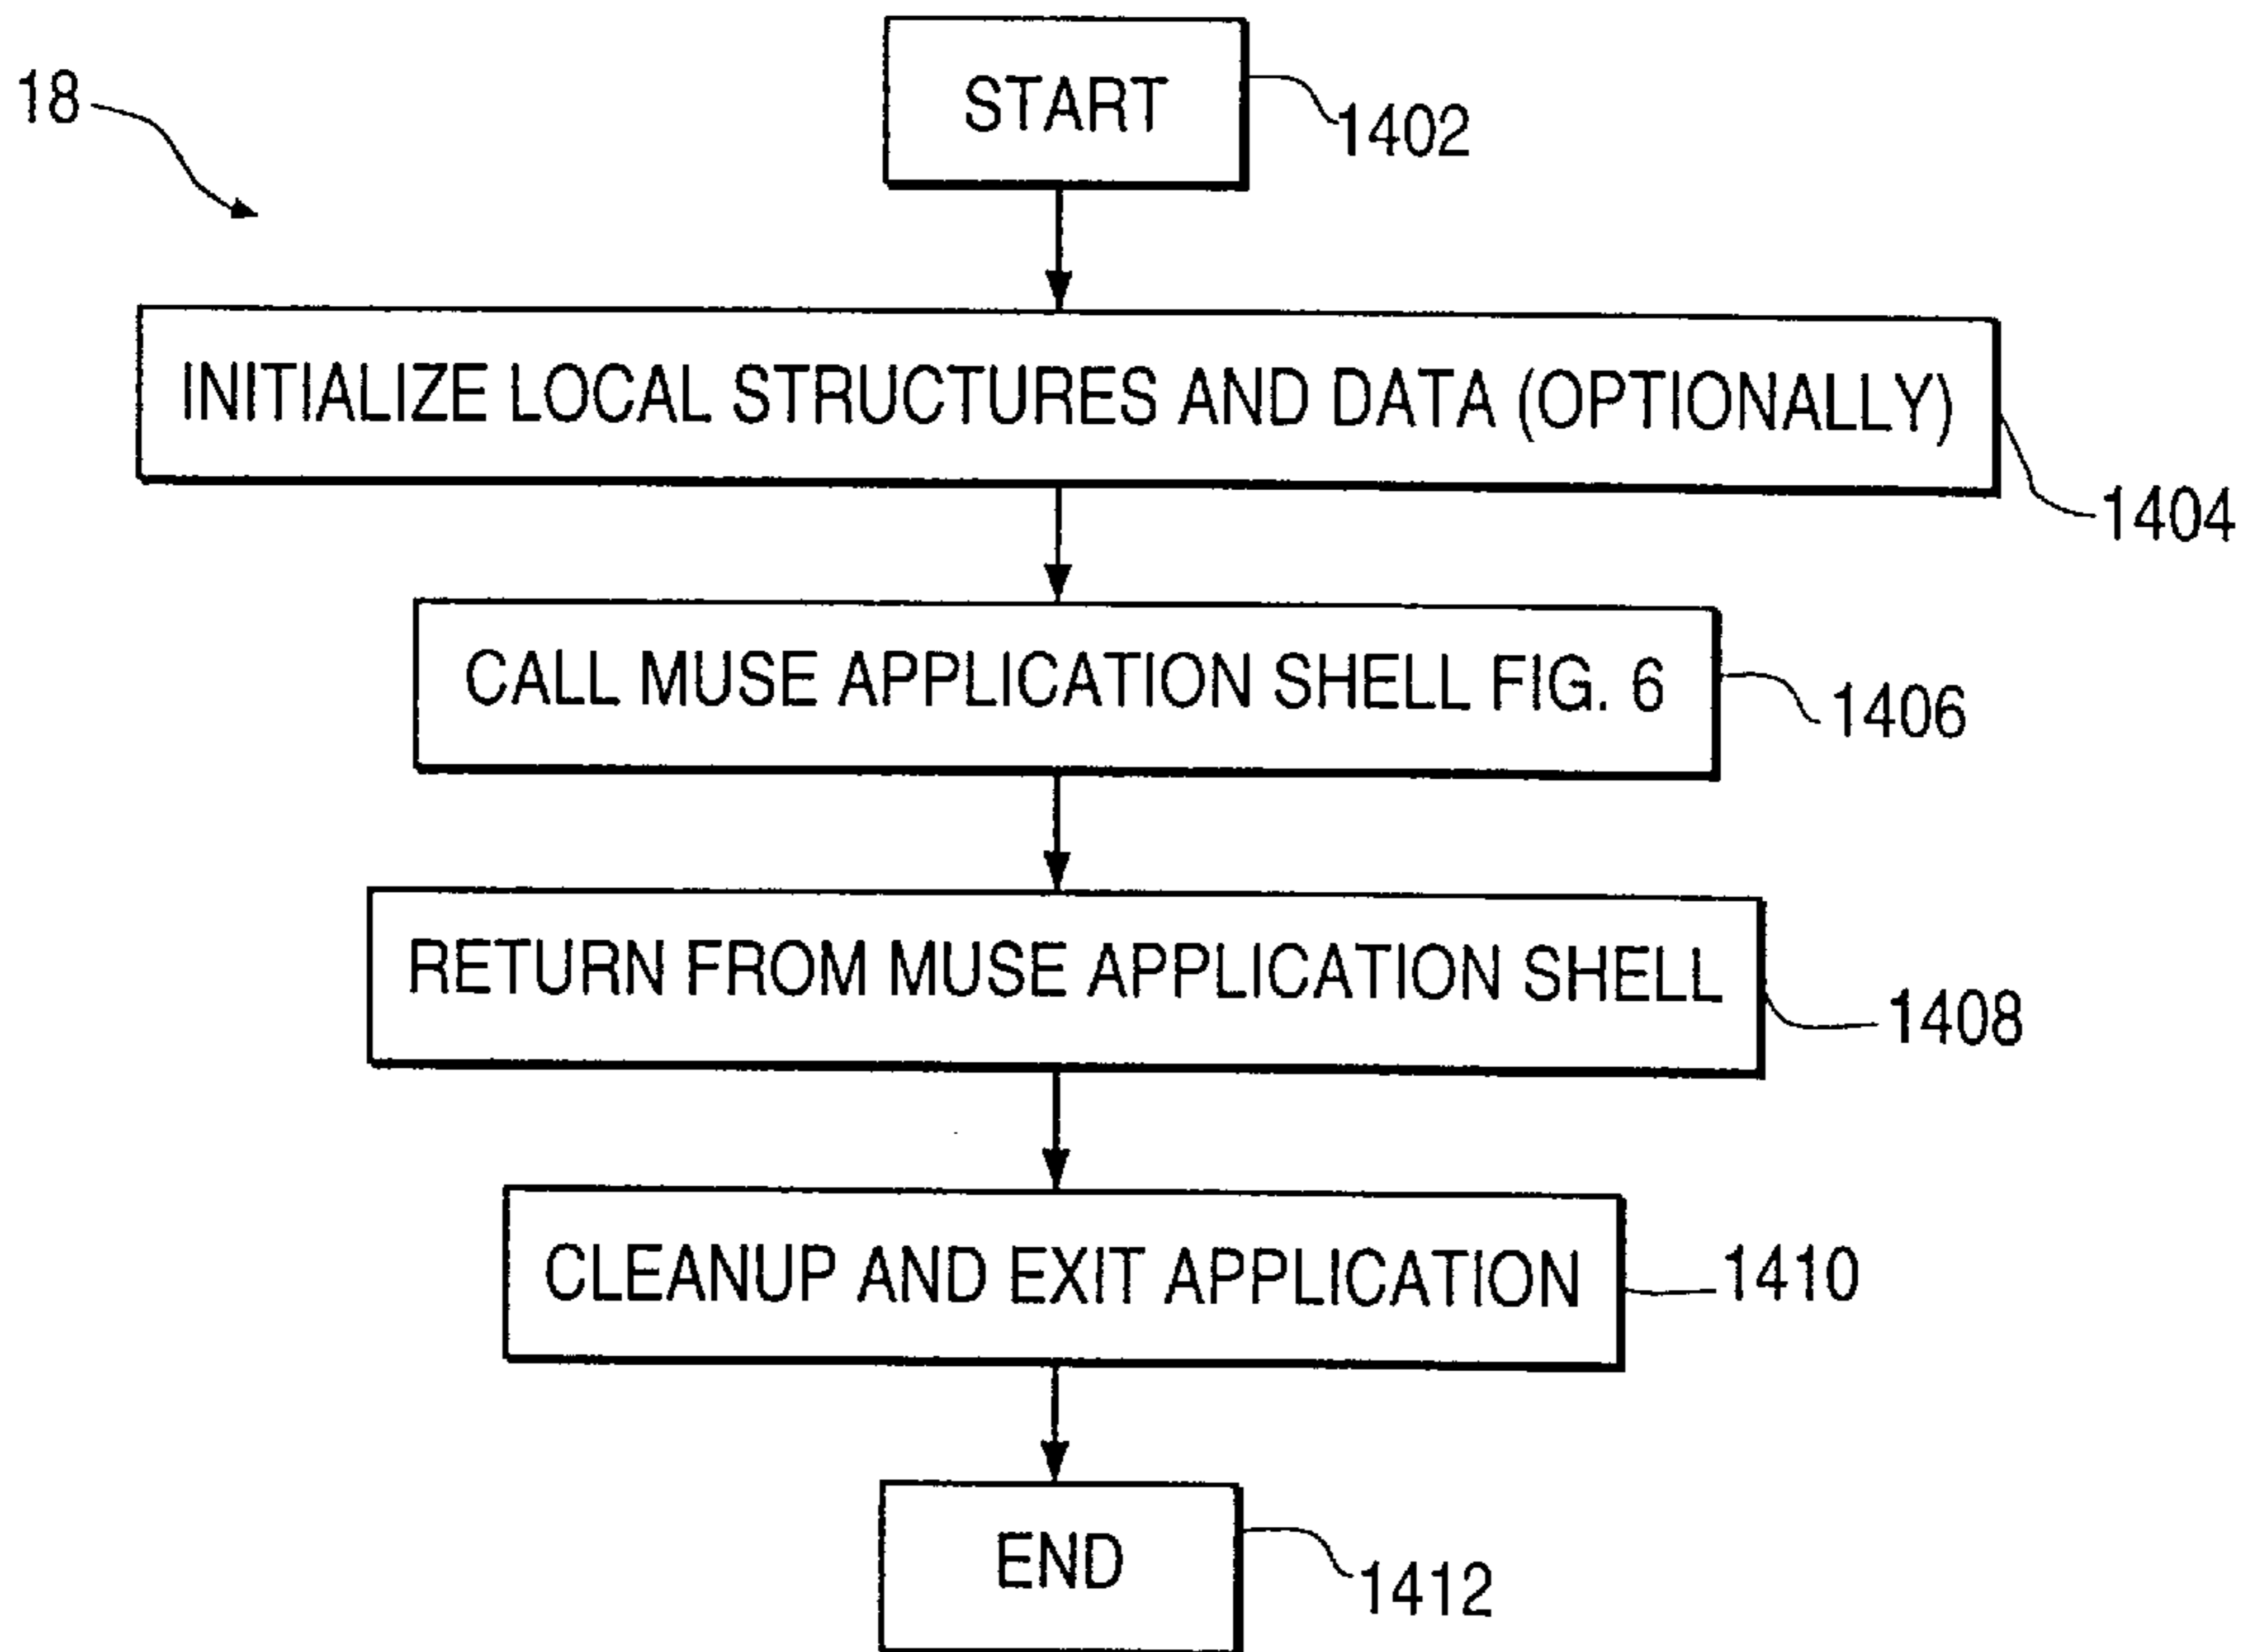 18
START
1402
INITIALIZE LOCAL STRUCTURES AND DATA (OPTIONALLY)
1404
CALL MUSE APPLICATION SHELL FIG. 6
1406
RETURN FROM MUSE APPLICATION SHELL
1408
CLEANUP AND EXIT APPLICATION
1410
END
1412